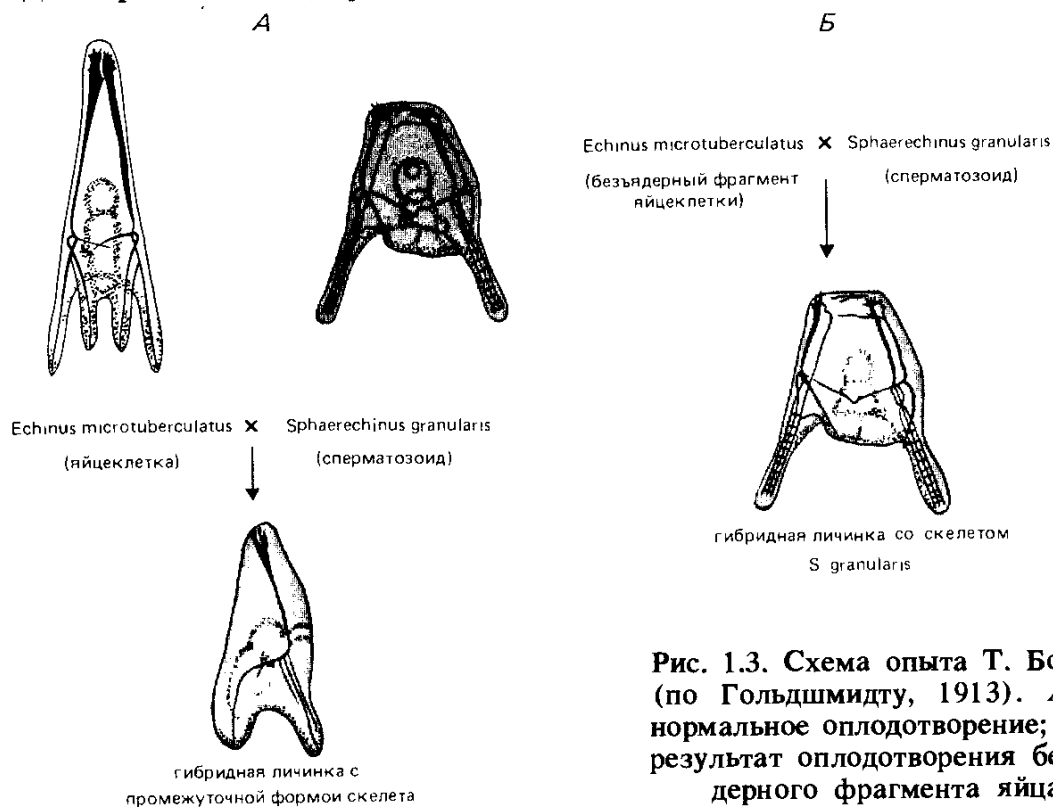 А
Б
Echinus microtuberculatus × Sphaerechinus granularis
(безъядерный фрагмент яйцеклетки)
(сперматозоид)
Echinus microtuberculatus × Sphaerechinus granularis
(яйцеклетка)
(сперматозоид)
гибридная личинка со скелетом
S granularis
гибридная личинка с
промежуточной формои скелета
Рис. 1.3. Схема опыта Т.
(по Гольдшмидту, 1913).
нормальное оплодотворение;
результат оплодотворения
дерного фрагмента